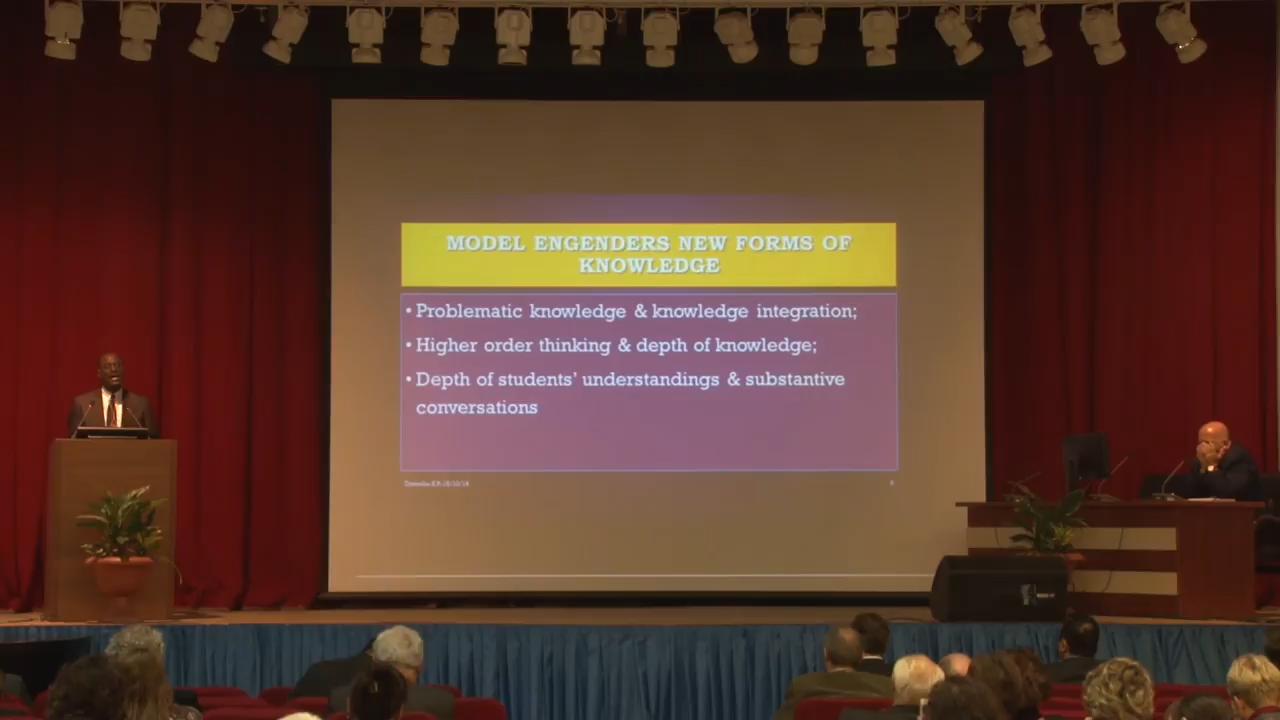 MODEL ENGENDERS NEW FORMS OF
KNOWLEDGE
• Problematic knowledge & knowledge integration;
• Higher order thinking & depth of knowledge;
• Depth of students' understandings & substantive
conversations